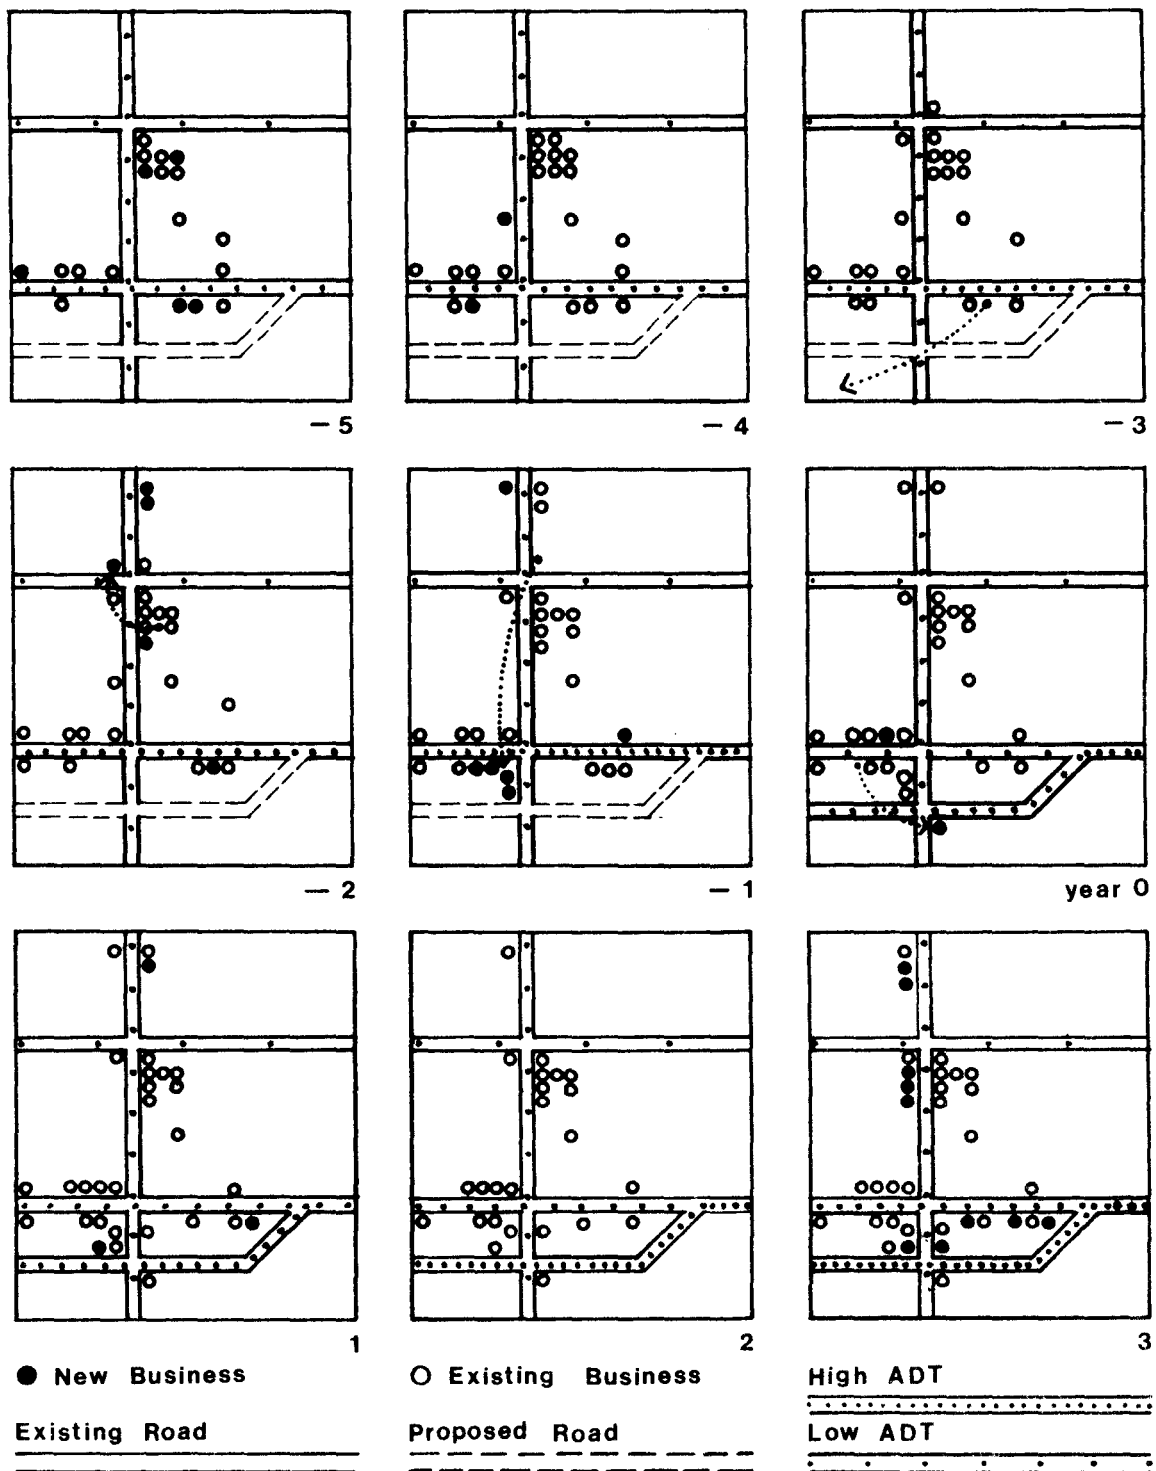 — 5
— 4
— 3
— 2
— 1
year 0
1
2
3
New Business
Existing Business
High ADT
Existing Road
Proposed Road
Low ADT